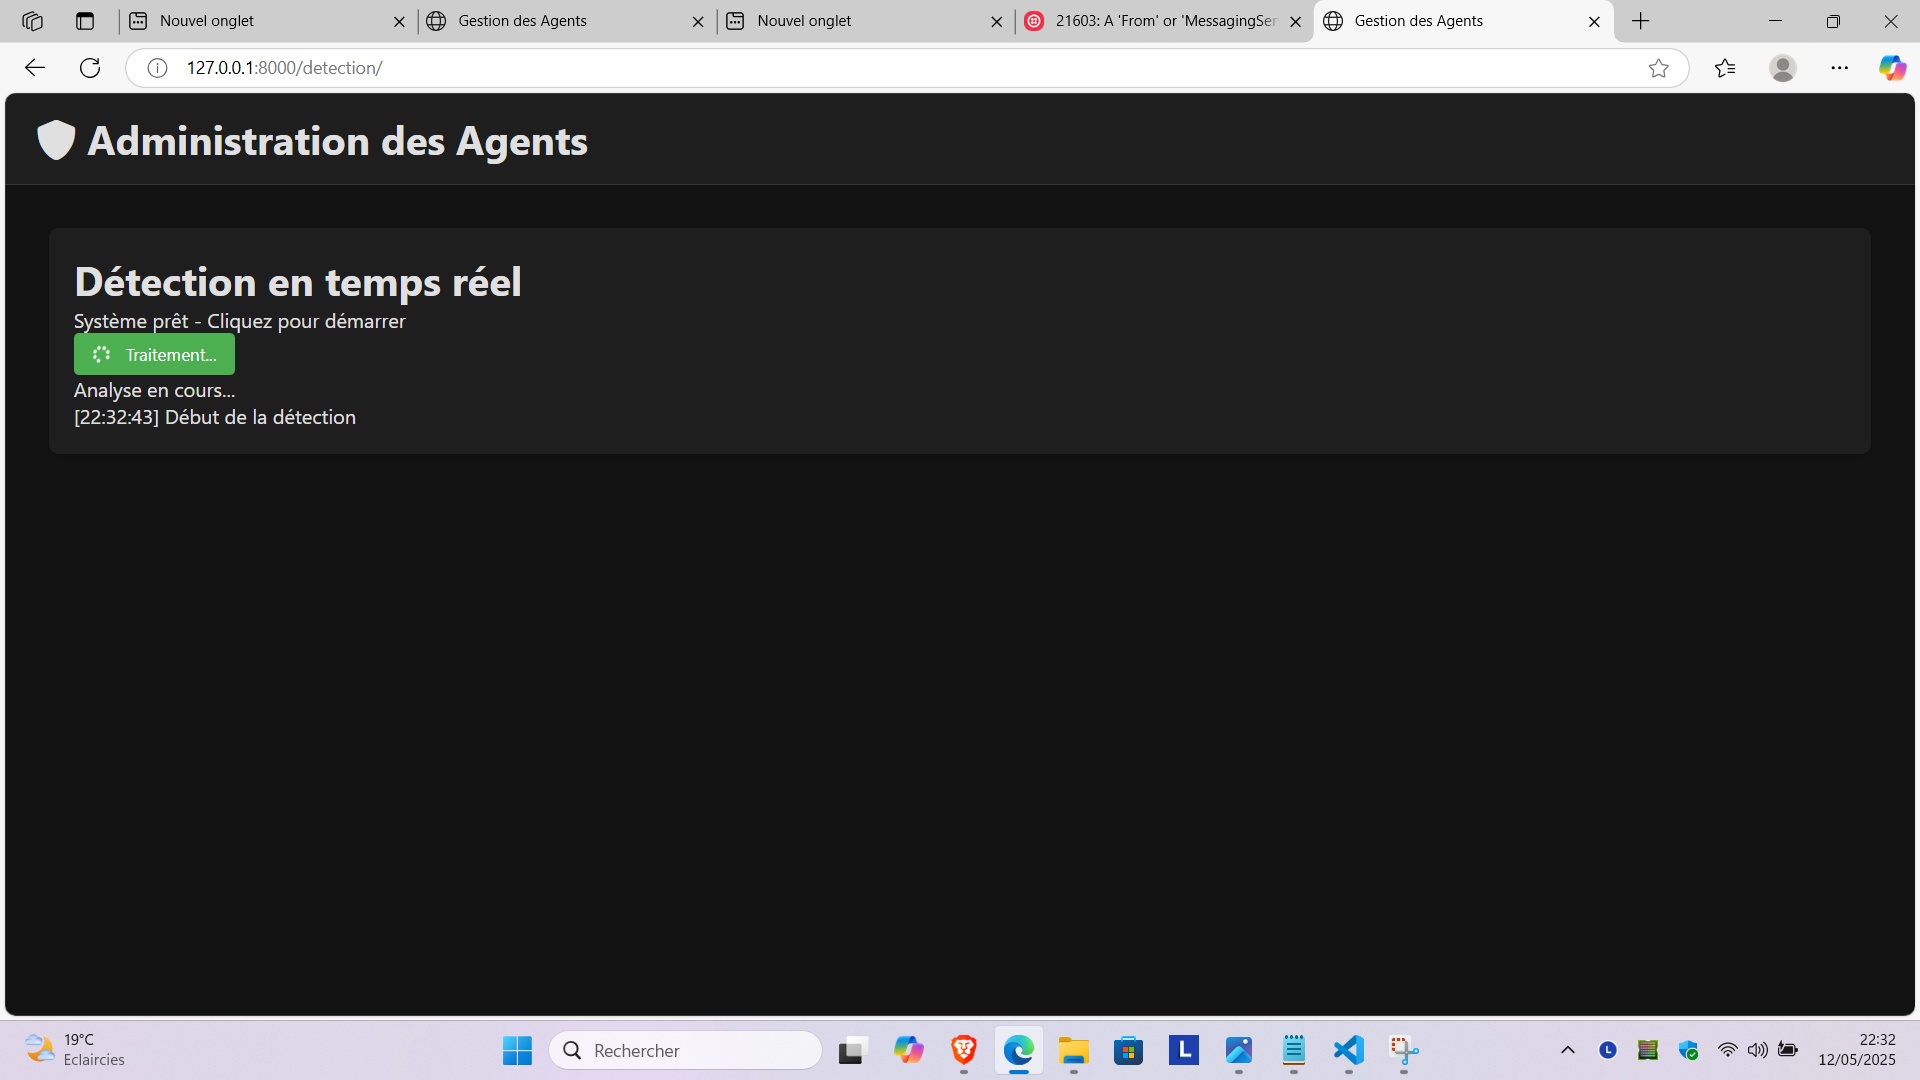 Nouvel onglet
Gestion des Agents
Nouvel onglet
21603: A 'From' or 'MessagingSer
Gestion des Agents
127.0.0.1:8000/detection/
Administration des Agents
Détection en temps réel
Système prêt - Cliquez pour démarrer
Traitement...
Analyse en cours...
[22:32:43] Début de la détection
19°C
Eclaircies
Rechercher
L
L
22:32
12/05/2025